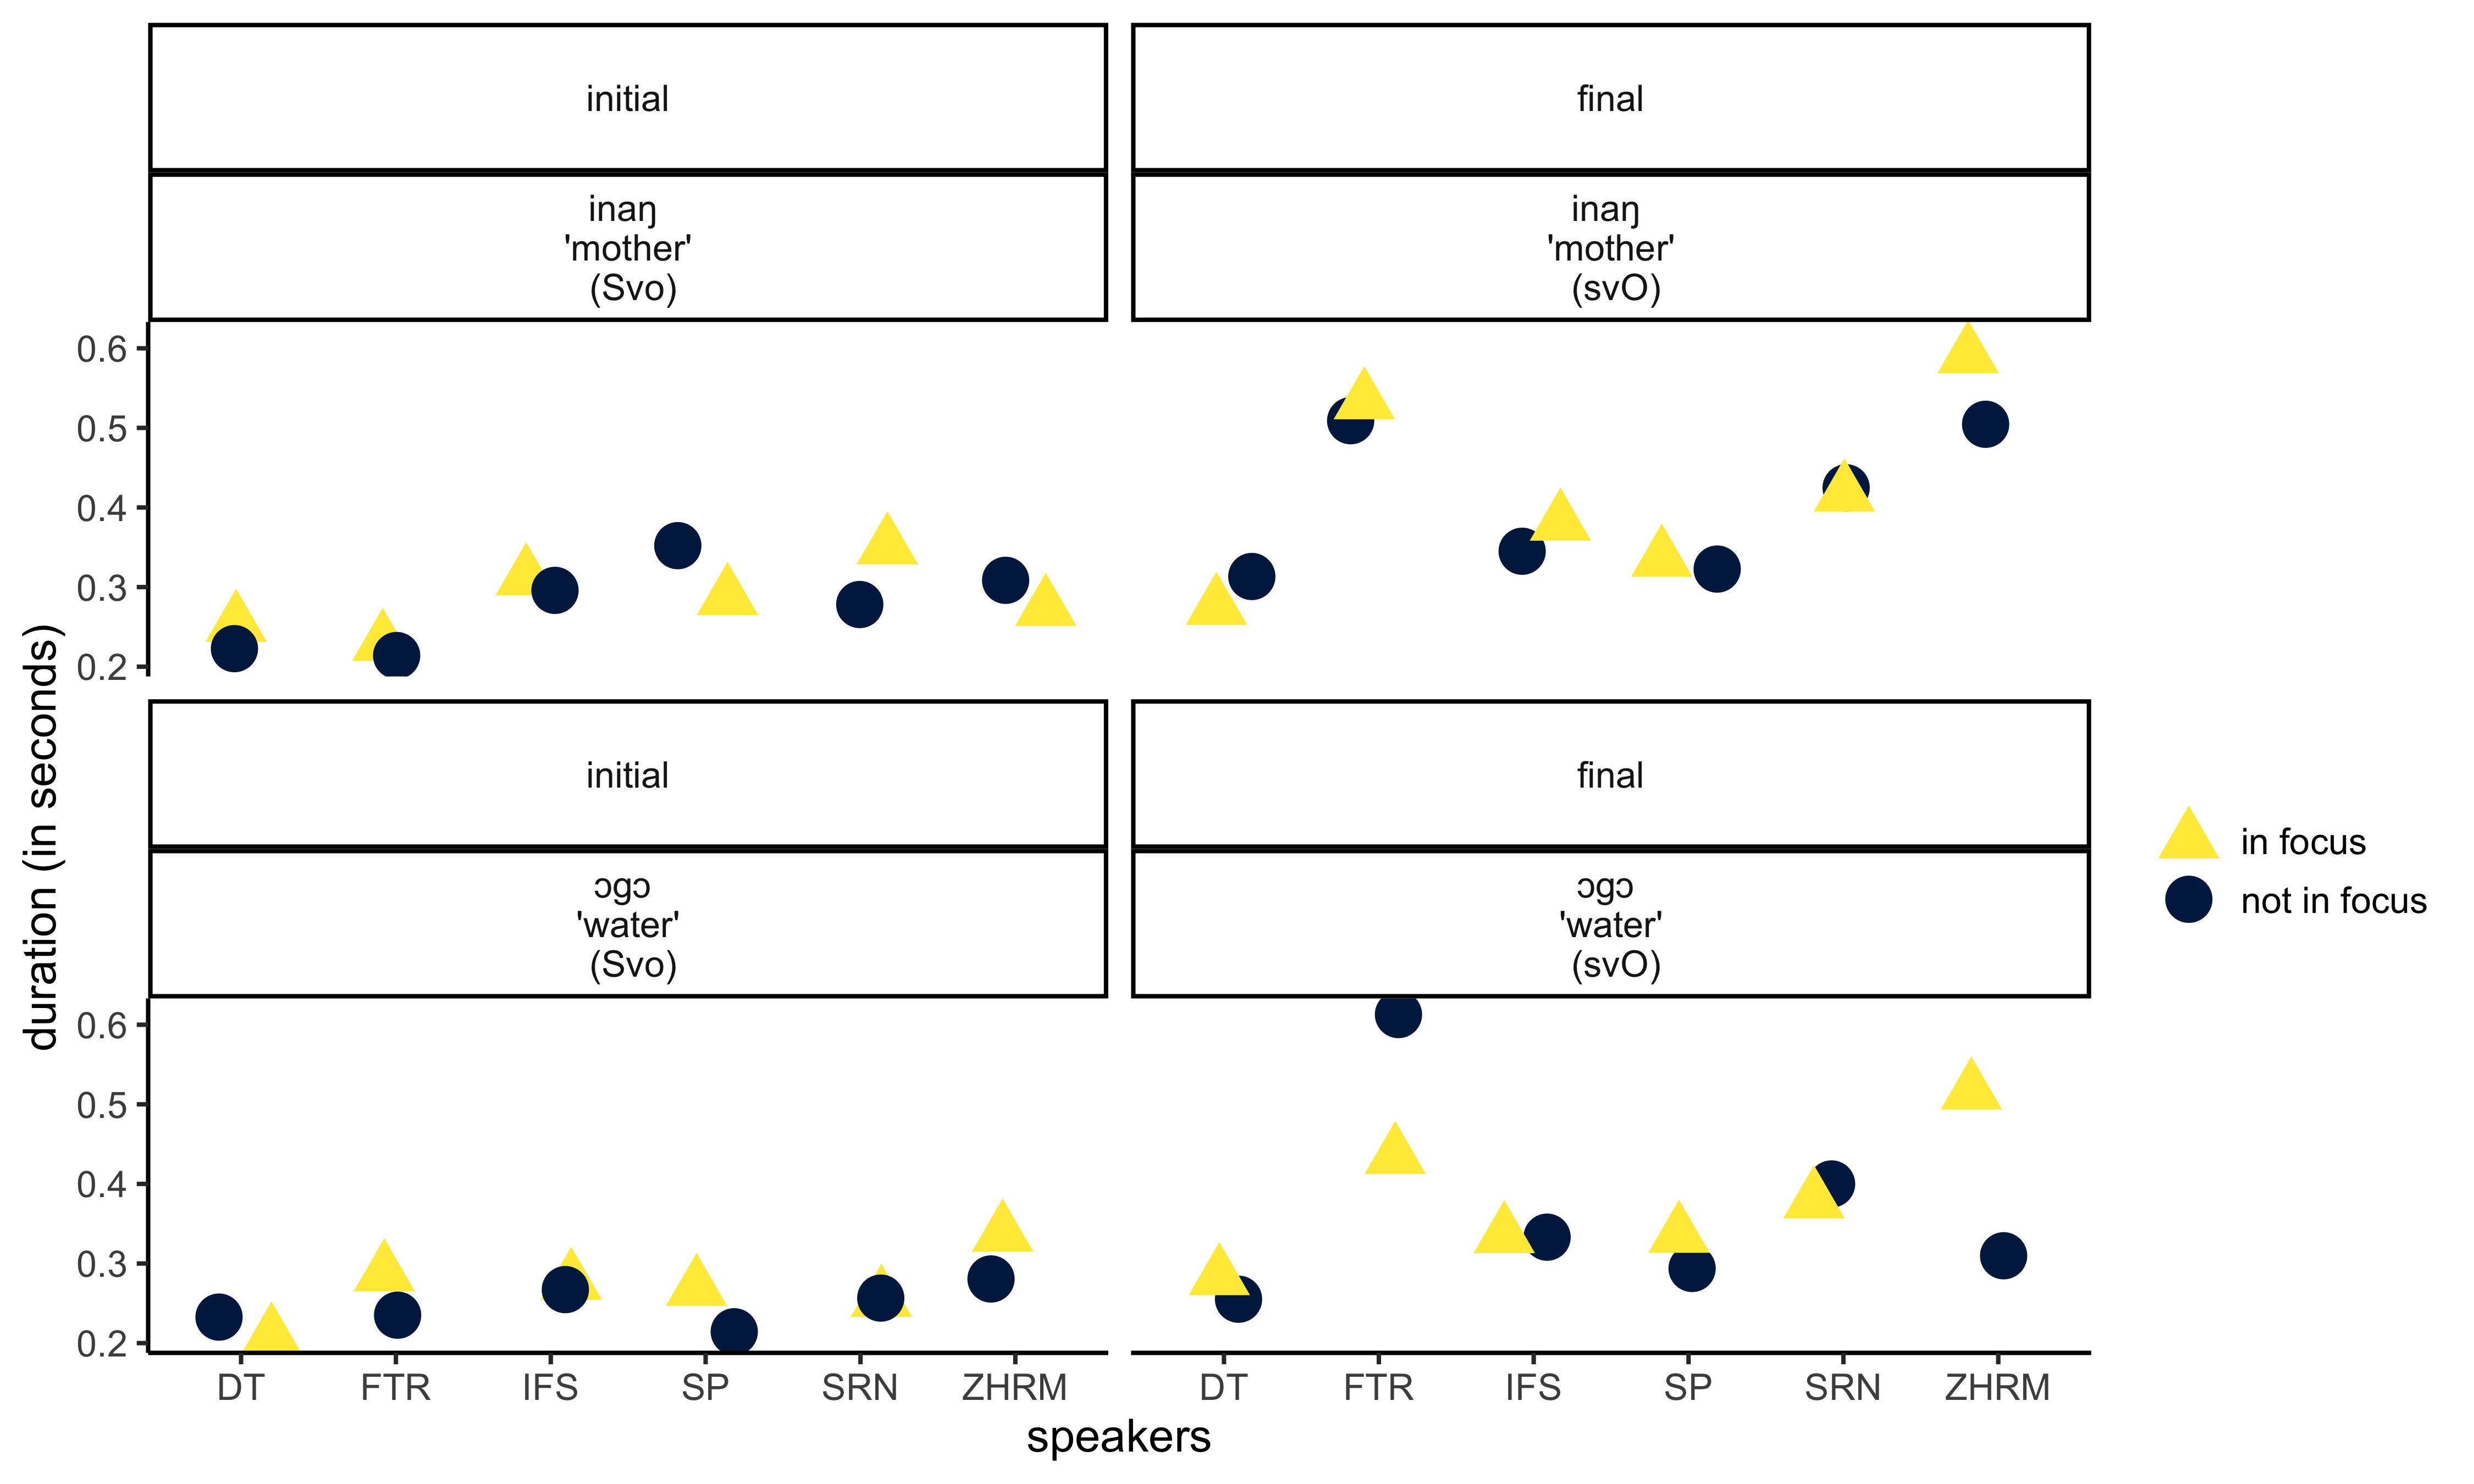 initial
final
inaŋ
'mother'
(Svo)
inaŋ
'mother'
(svO)
0.6
0.5
0.4
0.3
0.2
initial
final
ɔgɔ
'water'
(Svo)
ɔgɔ
'water'
(svO)
0.6
0.5
0.4
0.3
0.2
DT FTR IFS SP SRN ZHRM
DT FTR IFS SP SRN ZHRM
speakers
duration (in seconds)
in focus
not in focus